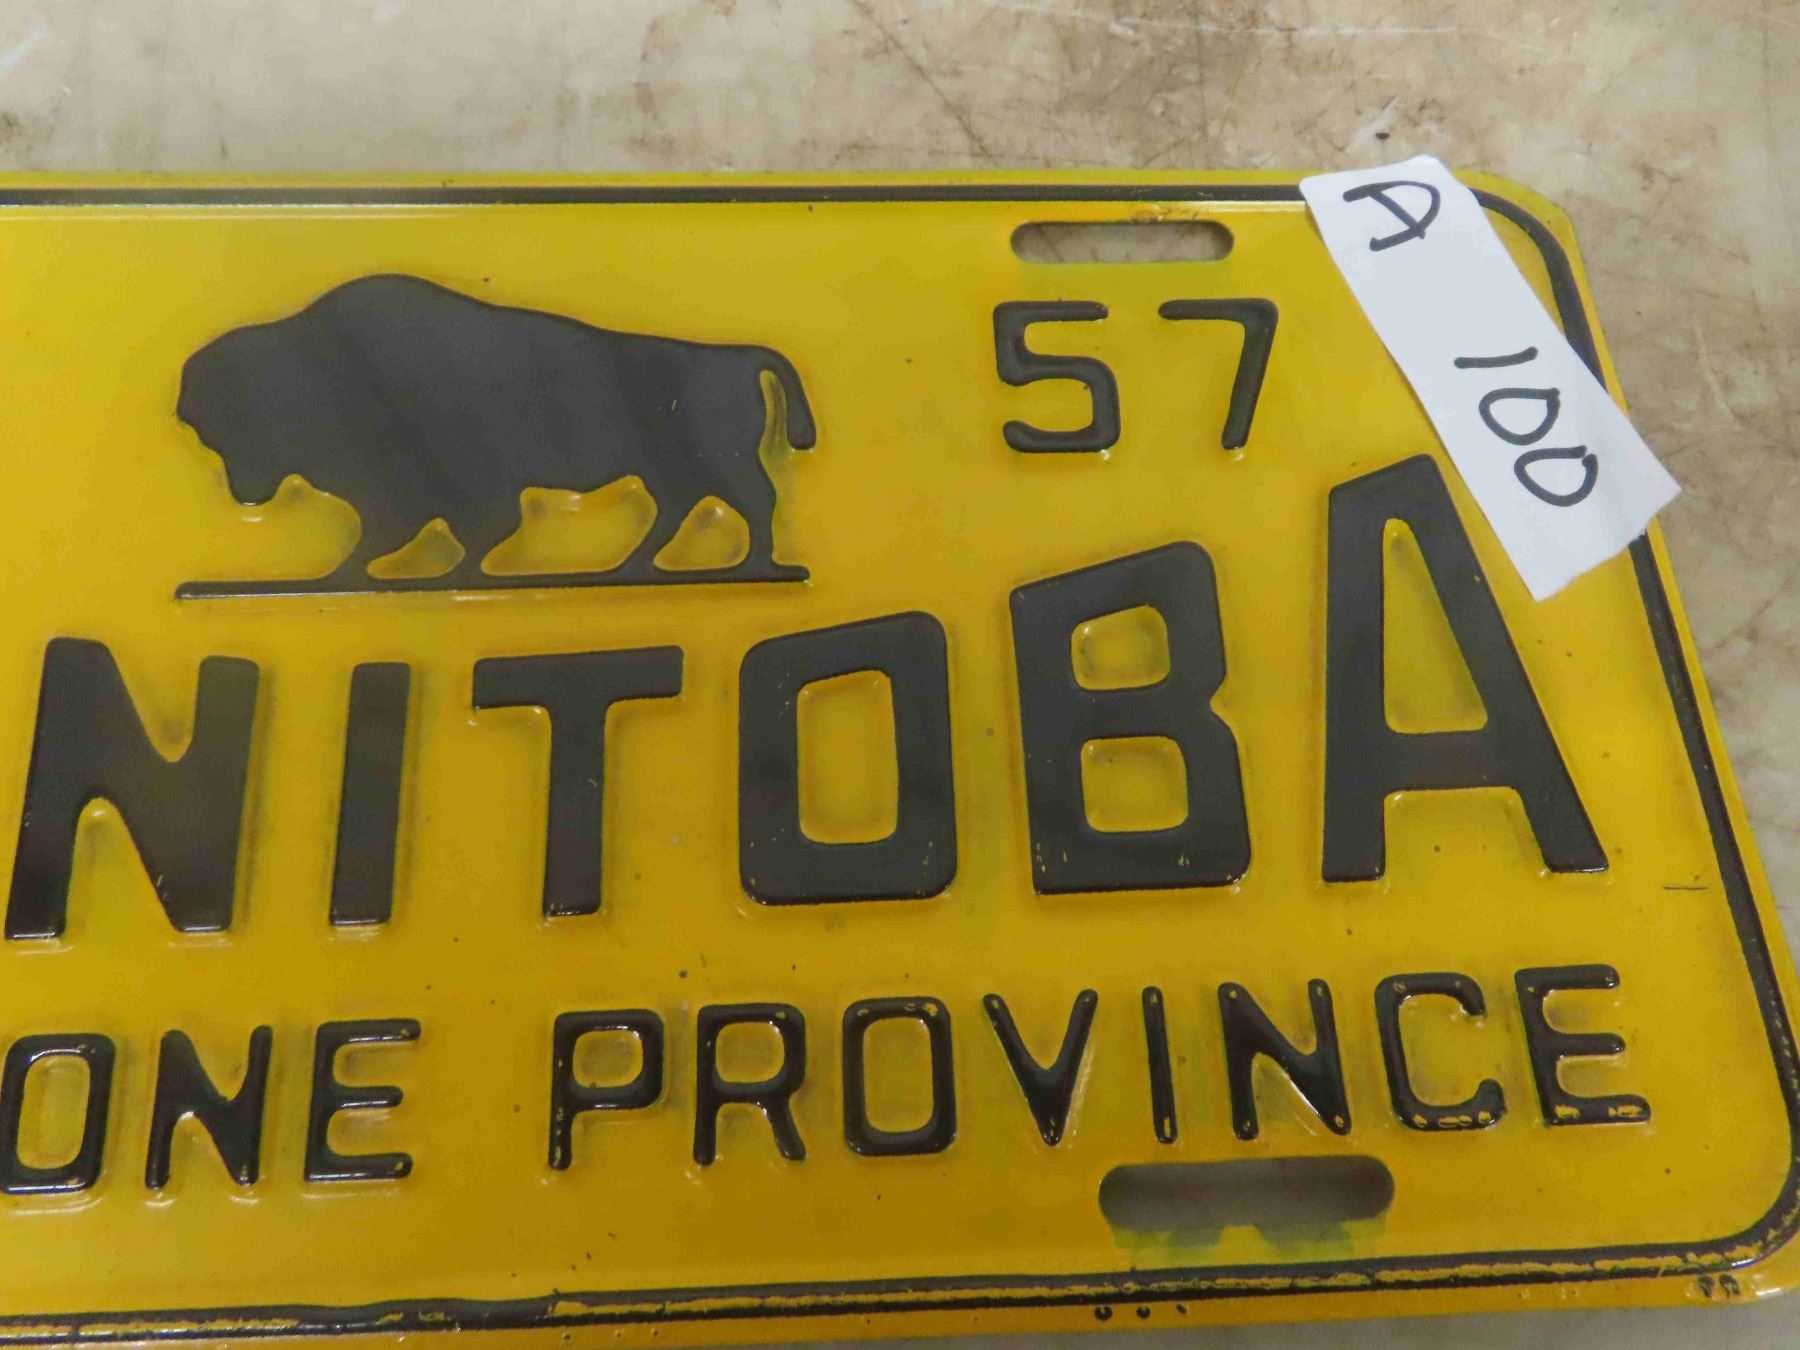 57
A 100
NITOBA
ONE PROVINCE